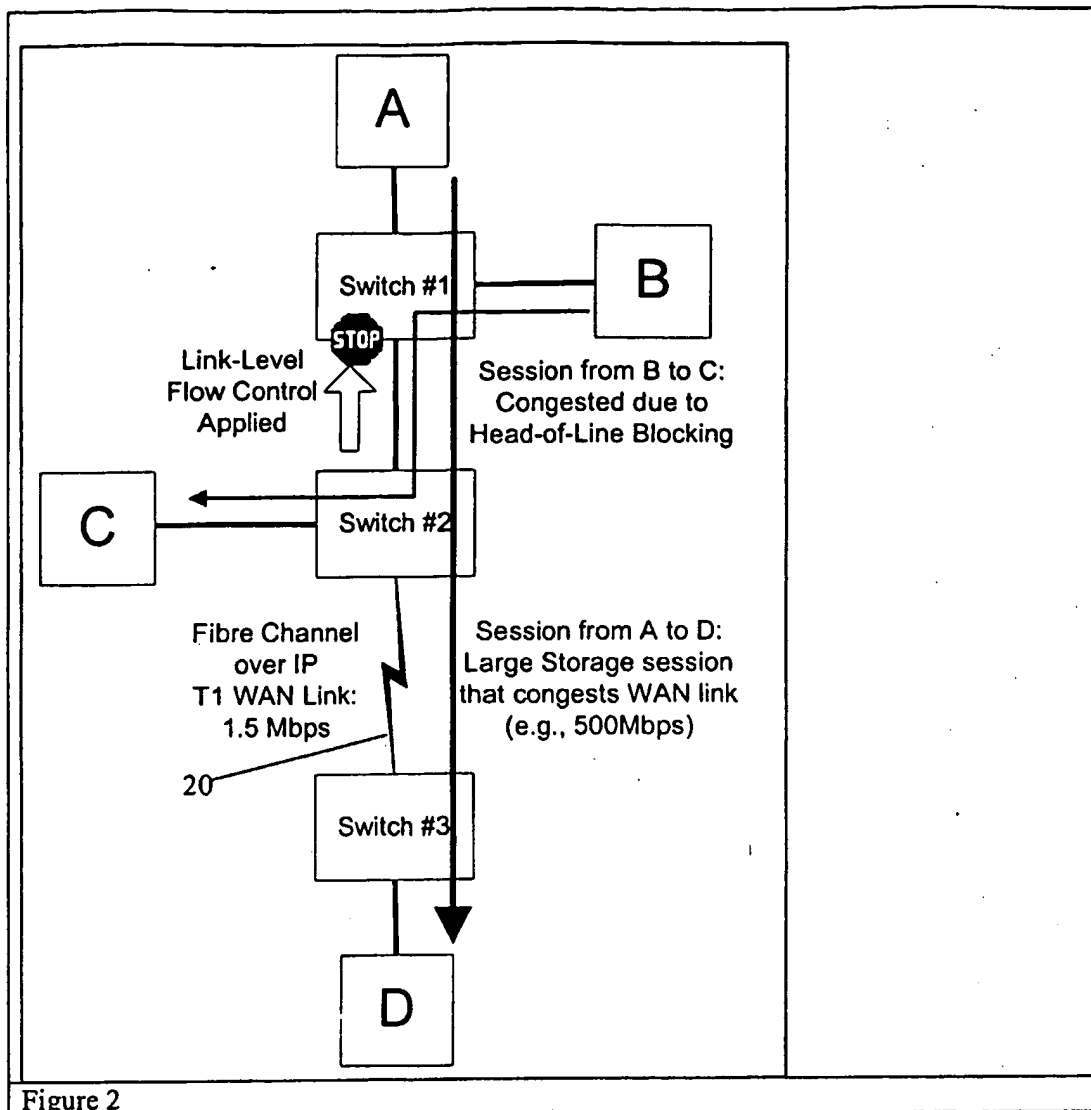 A
Switch #1
B
STOP
Link-Level
Flow Control
Applied
Session from B to C:
Congested due to
Head-of-Line Blocking
C
Switch #2
Fibre Channel
over IP
T1 WAN Link:
1.5 Mbps
Session from A to D:
Large Storage session
that congests WAN link
(e.g., 500Mbps)
20
Switch #3
D
Figure 2